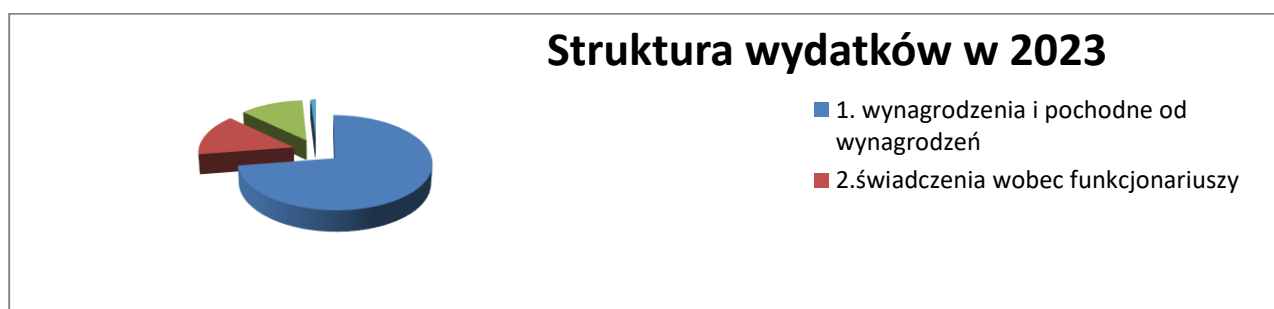 Struktura wydatków w 2023
1. wynagrodzenia i pochodne od
wynagrodzeń
2.świadczenia wobec funkcjonariuszy